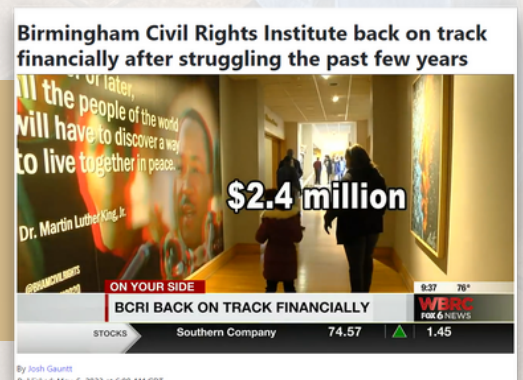 Birmingham Civil Rights Institute back on track
financially after struggling the past few years
or later,
ll the people of the world
will have to discover a way
to live together in peace.
Dr. Martin Luther King, Jr.
@BHAMCIVILRIGHTS
$2.4 million
ON YOUR SIDE
BCRI BACK ON TRACK FINANCIALLY
9:37 76°
WBRC
FOX 6 NEWS
STOCKS Southern Company 74.57 1.45
By Josh Gauntt